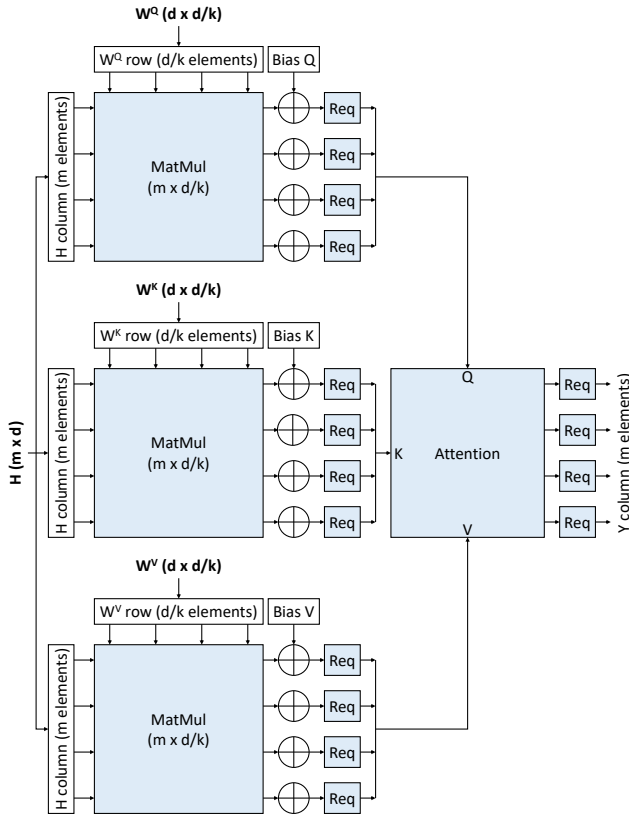 W^Q (d x d/k)
W^Q row (d/k elements)
Bias Q
H column (m elements)
MatMul
(m x d/k)
Req
Req
Req
Req
W^K (d x d/k)
W^K row (d/k elements)
Bias K
H (m x d)
H column (m elements)
MatMul
(m x d/k)
Req
Req
Req
Req
Q
K
Attention
V
Req
Req
Req
Req
Y column (m elements)
W^V (d x d/k)
W^V row (d/k elements)
Bias V
H column (m elements)
MatMul
(m x d/k)
Req
Req
Req
Req